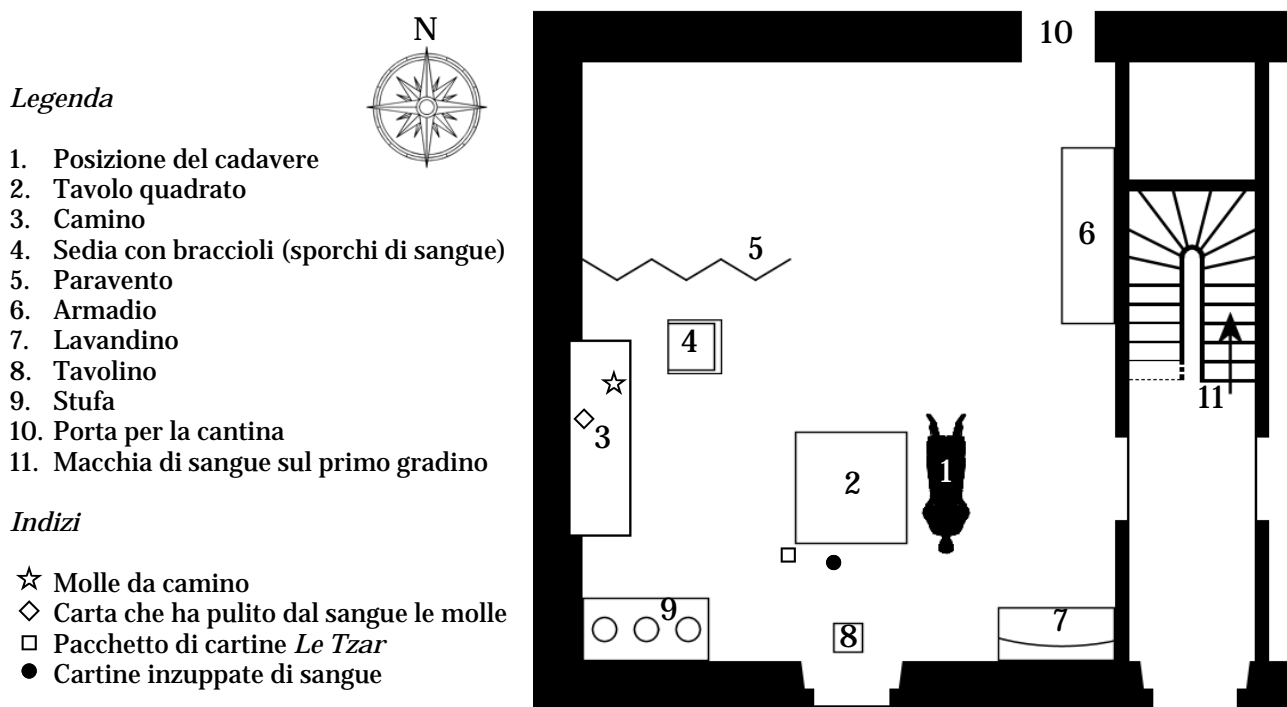 N
Legenda
1. Posizione del cadavere
2. Tavolo quadrato
3. Camino
4. Sedia con braccioli (sporchi di sangue)
5. Paravento
6. Armadio
7. Lavandino
8. Tavolino
9. Stufa
10. Porta per la cantina
11. Macchia di sangue sul primo gradino
Indizi
Molle da camino
Carta che ha pulito dal sangue le molle
Pacchetto di cartine Le Tzar
Cartine inzuppate di sangue
10
5
6
4
11
3
2
1
9
8
7